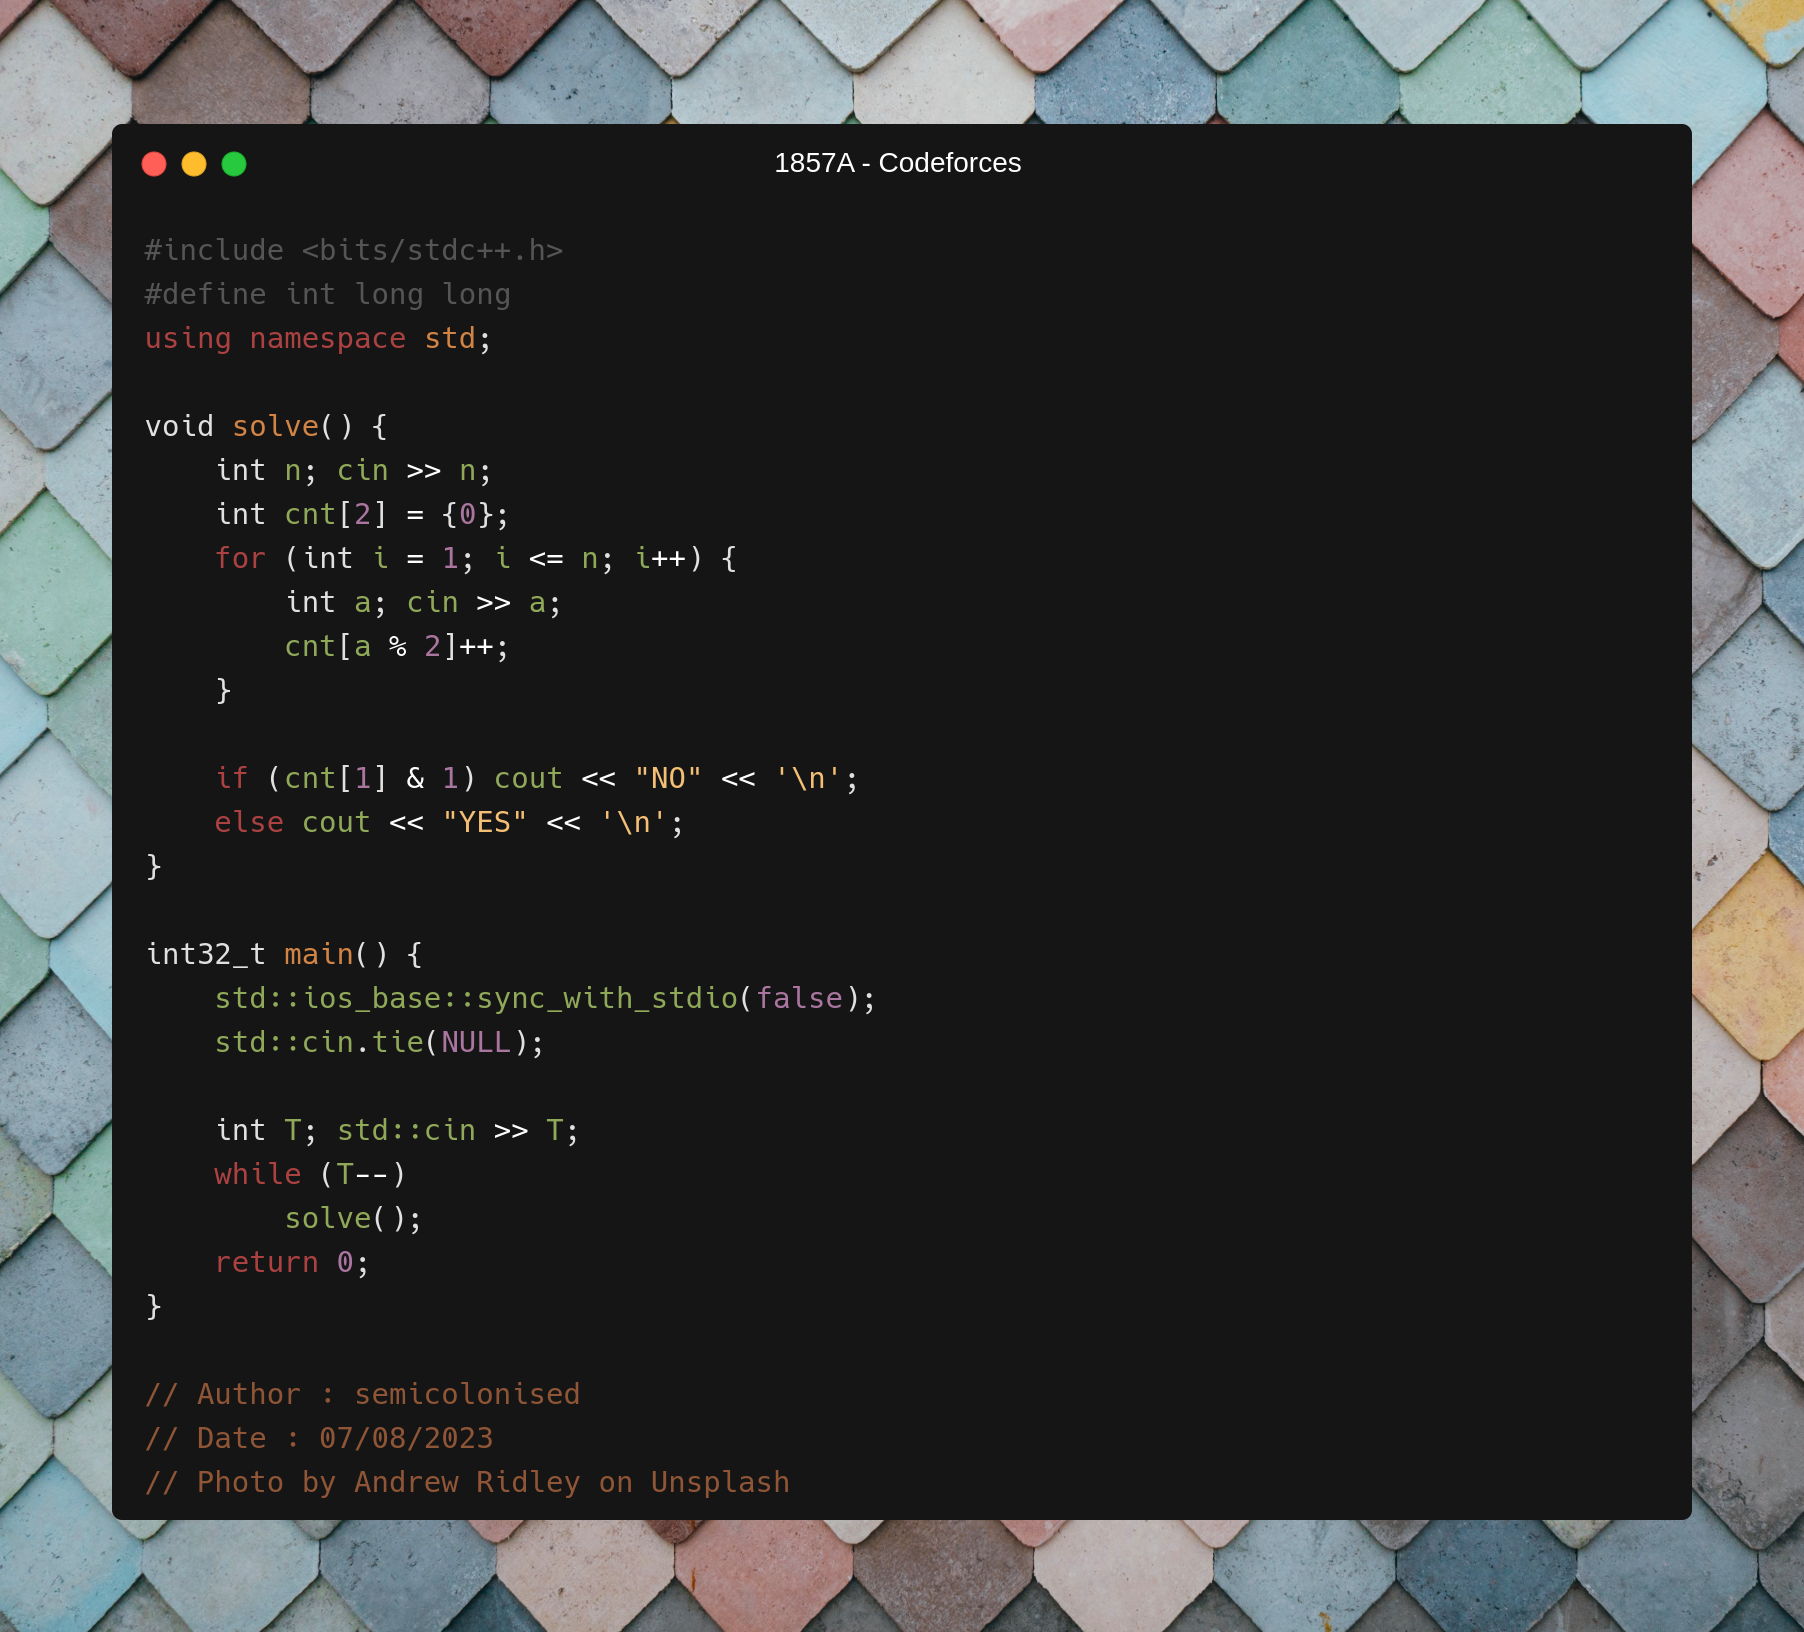 1857A - Codeforces
#include <bits/stdc++.h>
#define int long long
using namespace std;
void solve() {
    int n; cin >> n;
    int cnt[2] = {0};
    for (int i = 1; i <= n; i++) {
        int a; cin >> a;
        cnt[a % 2]++;
    }
    if (cnt[1] & 1) cout << "NO" << '\n';
    else cout << "YES" << '\n';
}
int32_t main() {
    std::ios_base::sync_with_stdio(false);
    std::cin.tie(NULL);
    int T; std::cin >> T;
    while (T--)
        solve();
    return 0;
}
// Author : semicolonised
// Date : 07/08/2023
// Photo by Andrew Ridley on Unsplash